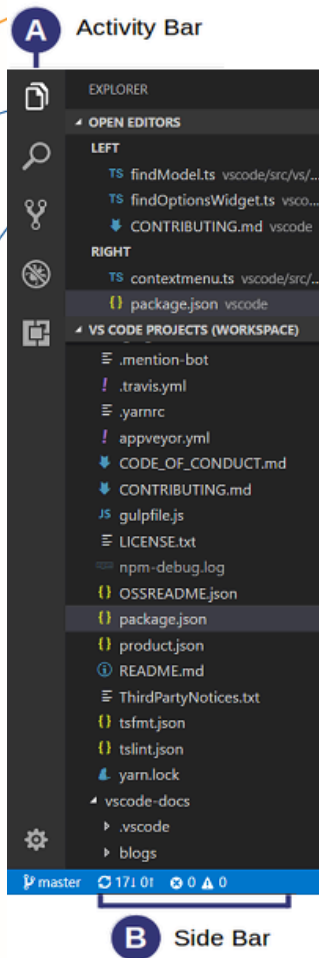 A Activity Bar
EXPLORER
OPEN EDITORS
LEFT
TS findModel.ts vscode/src/vs/...
TS findOptionsWidget.ts vsco...
CONTRIBUTING.md vscode
RIGHT
TS contextmenu.ts vscode/src/...
{} package.json vscode
VS CODE PROJECTS (WORKSPACE)
.mention-bot
! .travis.yml
.yarnrc
! appveyor.yml
CODE_OF_CONDUCT.md
CONTRIBUTING.md
JS gulpfile.js
LICENSE.txt
npm-debug.log
{} OSSREADME.json
{} package.json
{} product.json
README.md
ThirdPartyNotices.txt
{} tsfmt.json
{} tslint.json
yarn.lock
vscode-docs
.vscode
blogs
master 17↓ 0↑ 0 0
B Side Bar